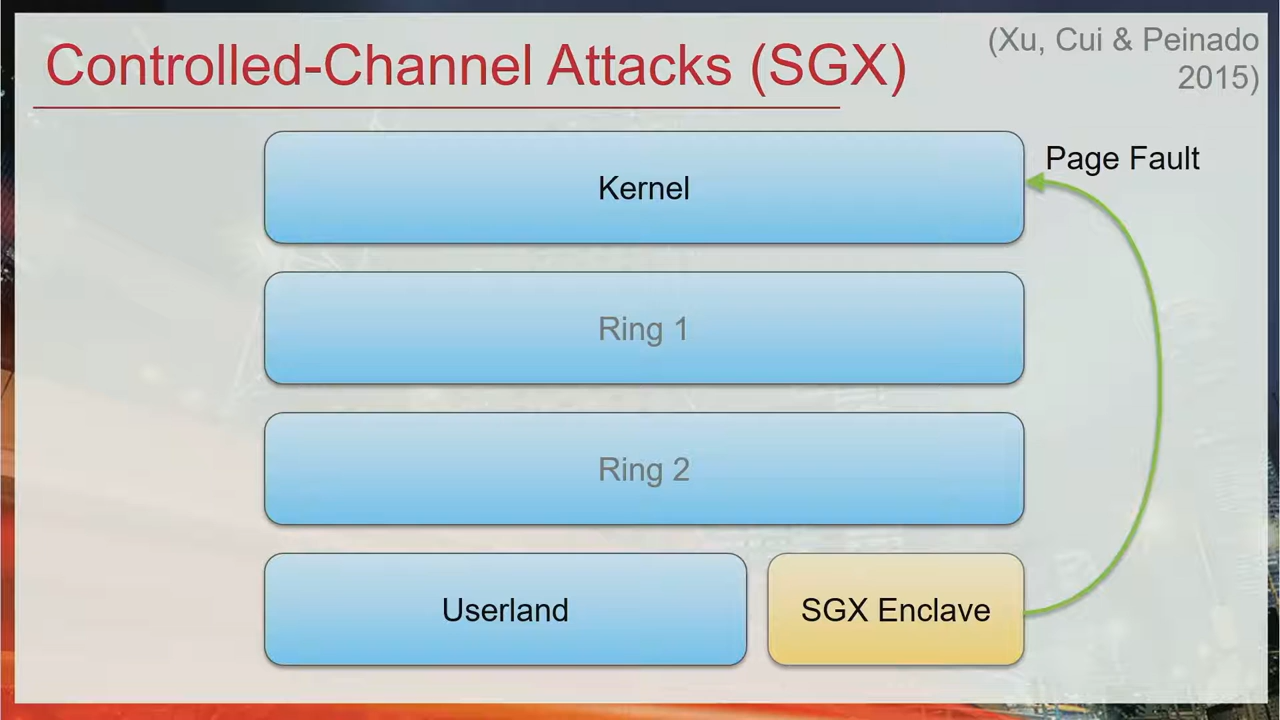 Controlled-Channel Attacks (SGX)
(Xu, Cui & Peinado
2015)
Kernel
Page Fault
Ring 1
Ring 2
Userland
SGX Enclave